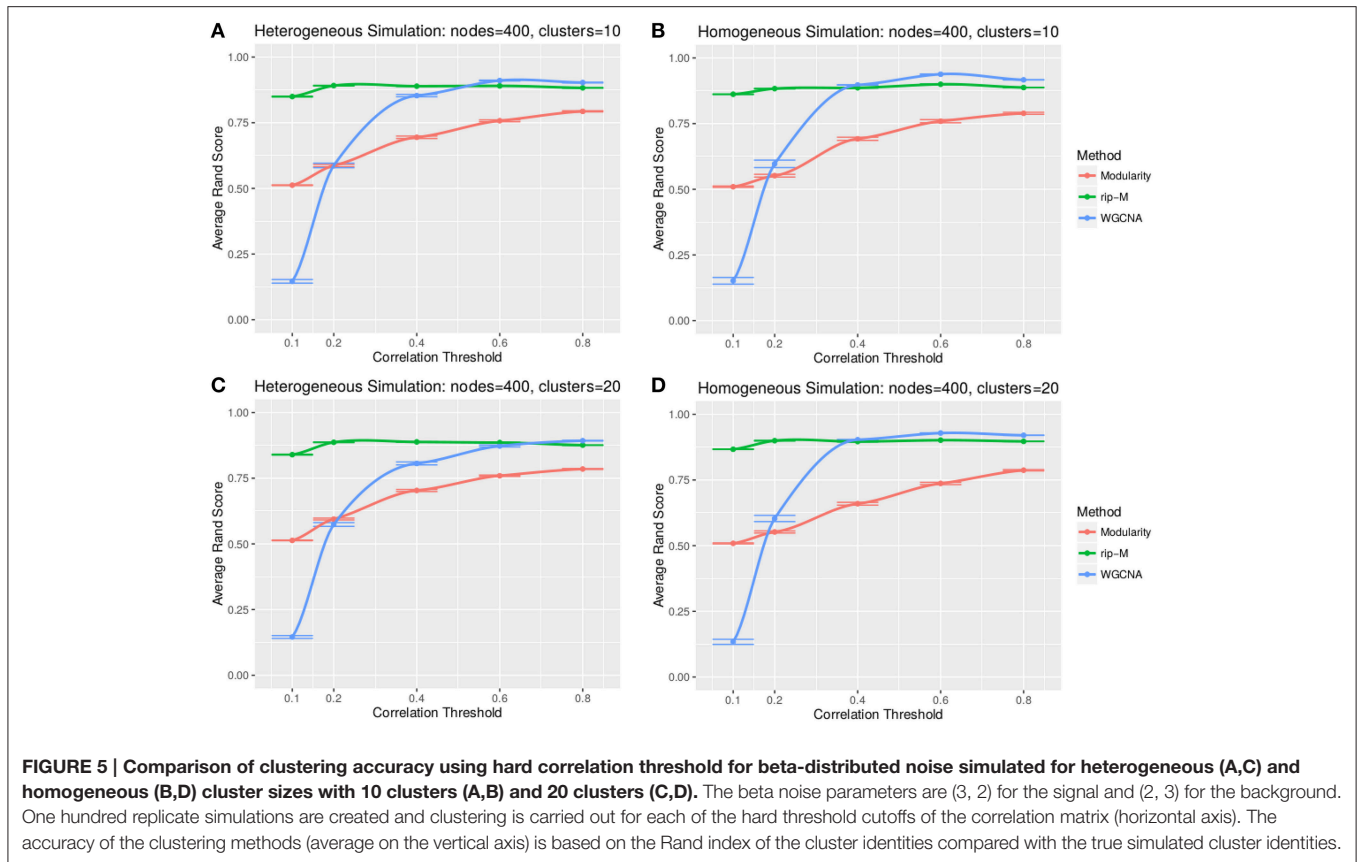 A
Heterogeneous Simulation: nodes=400, clusters=10
Average Rand Score
1.00
0.75
0.50
0.25
0.00
0.1 0.2 0.4 0.6 0.8
Correlation Threshold
B
Homogeneous Simulation: nodes=400, clusters=10
Average Rand Score
1.00
0.75
0.50
0.25
0.00
0.1 0.2 0.4 0.6 0.8
Correlation Threshold
Method
Modularity
rip-M
WGCNA
C
Heterogeneous Simulation: nodes=400, clusters=20
Average Rand Score
1.00
0.75
0.50
0.25
0.00
0.1 0.2 0.4 0.6 0.8
Correlation Threshold
D
Homogeneous Simulation: nodes=400, clusters=20
Average Rand Score
1.00
0.75
0.50
0.25
0.00
0.1 0.2 0.4 0.6 0.8
Correlation Threshold
Method
Modularity
rip-M
WGCNA
FIGURE 5 | Comparison of clustering accuracy using hard correlation threshold for beta-distributed noise simulated for heterogeneous (A,C) and
homogeneous (B,D) cluster sizes with 10 clusters (A,B) and 20 clusters (C,D). The beta noise parameters are (3, 2) for the signal and (2, 3) for the background.
One hundred replicate simulations are created and clustering is carried out for each of the hard threshold cutoffs of the correlation matrix (horizontal axis). The
accuracy of the clustering methods (average on the vertical axis) is based on the Rand index of the cluster identities compared with the true simulated cluster identities.